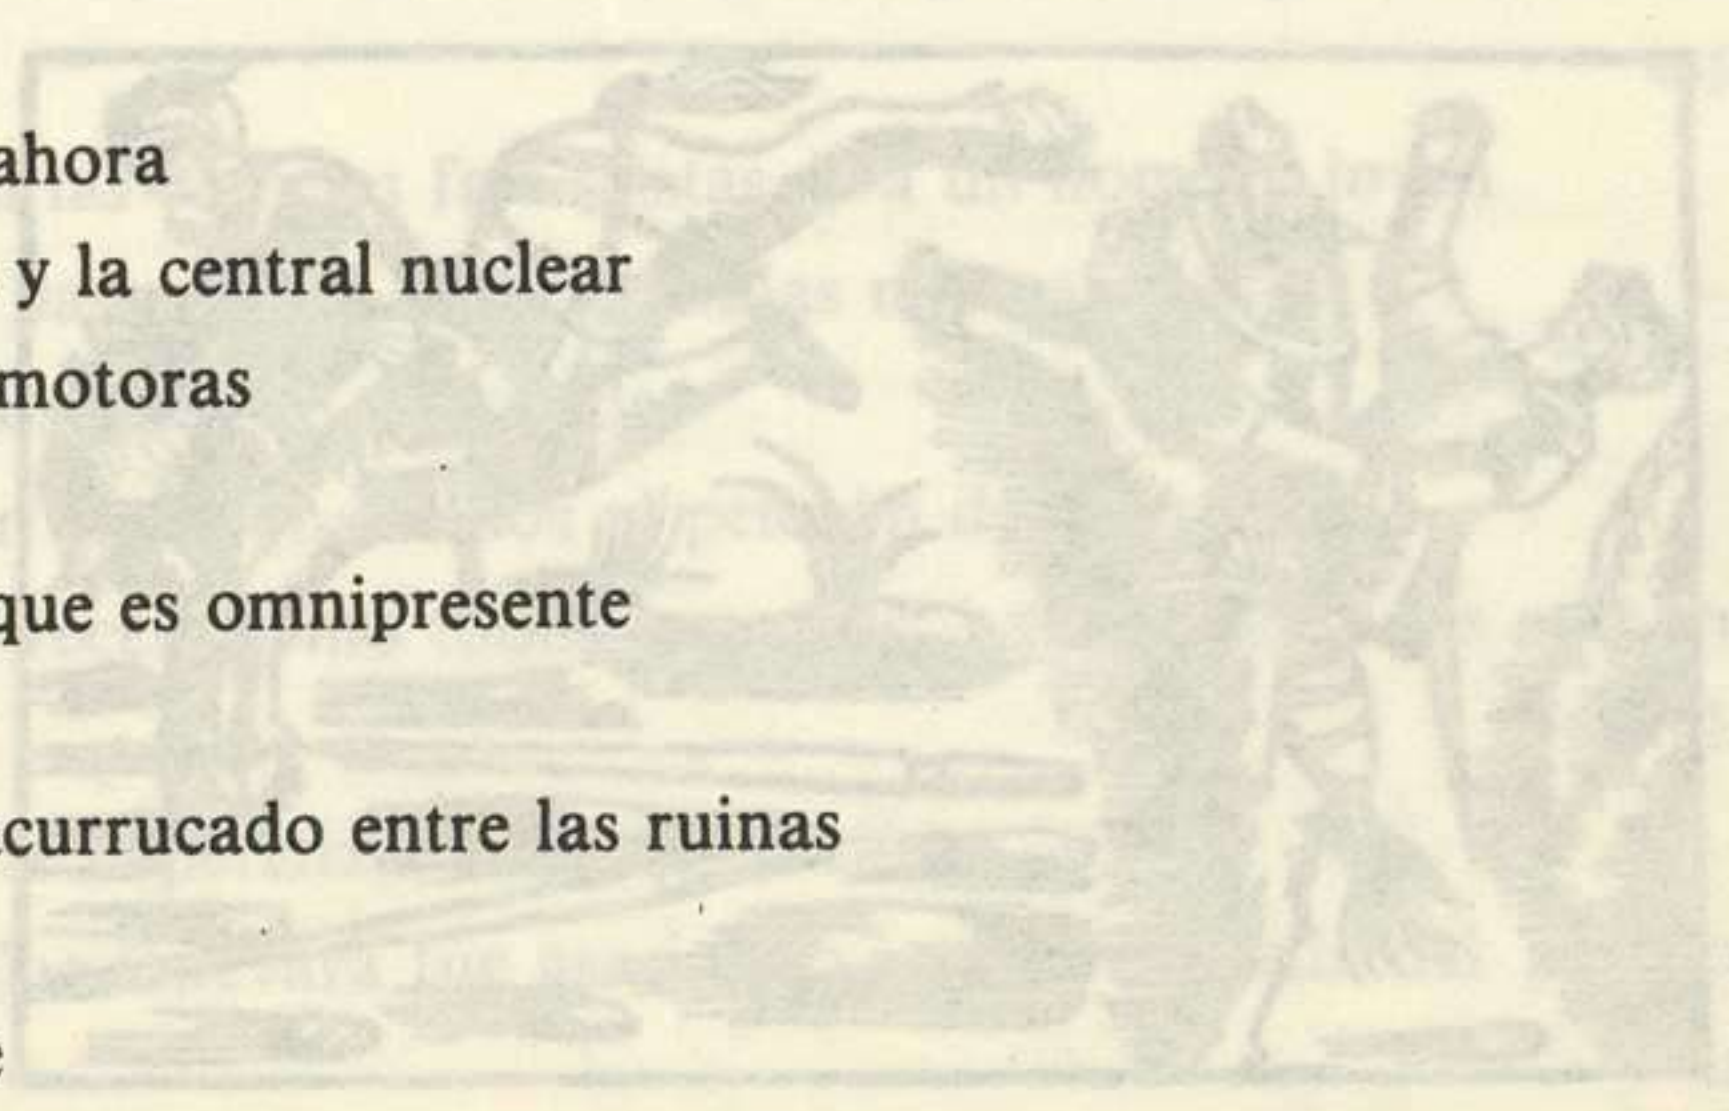 ahora
y la central nuclear
motoras
que es omnipresente
currucado entre las ruinas